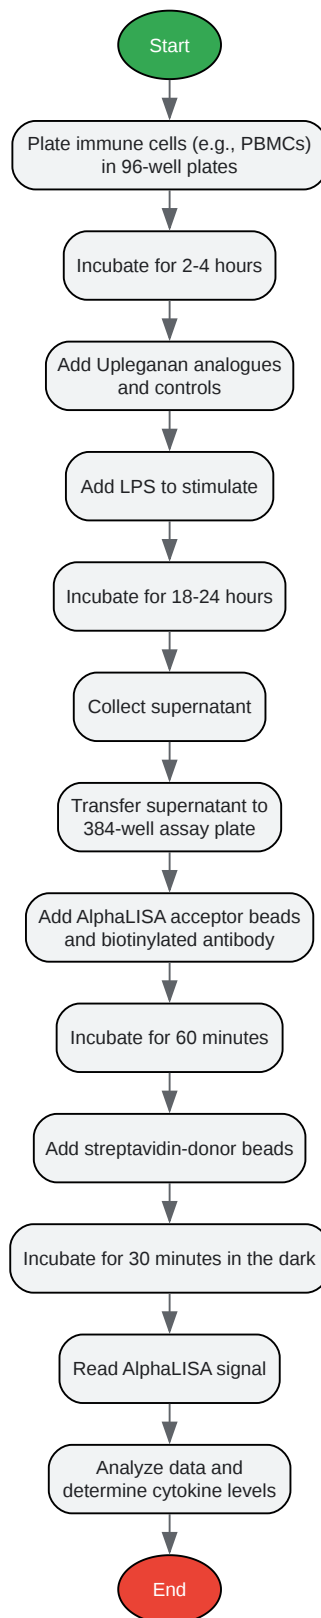 Start
Plate immune cells (e.g., PBMCs)
in 96-well plates
Incubate for 2-4 hours
Add Upleganan analogues
and controls
Add LPS to stimulate
Incubate for 18-24 hours
Collect supernatant
Transfer supernatant to
384-well assay plate
Add AlphaLISA acceptor beads
and biotinylated antibody
Incubate for 60 minutes
Add streptavidin-donor beads
Incubate for 30 minutes in the dark
Read AlphaLISA signal
Analyze data and
determine cytokine levels
End